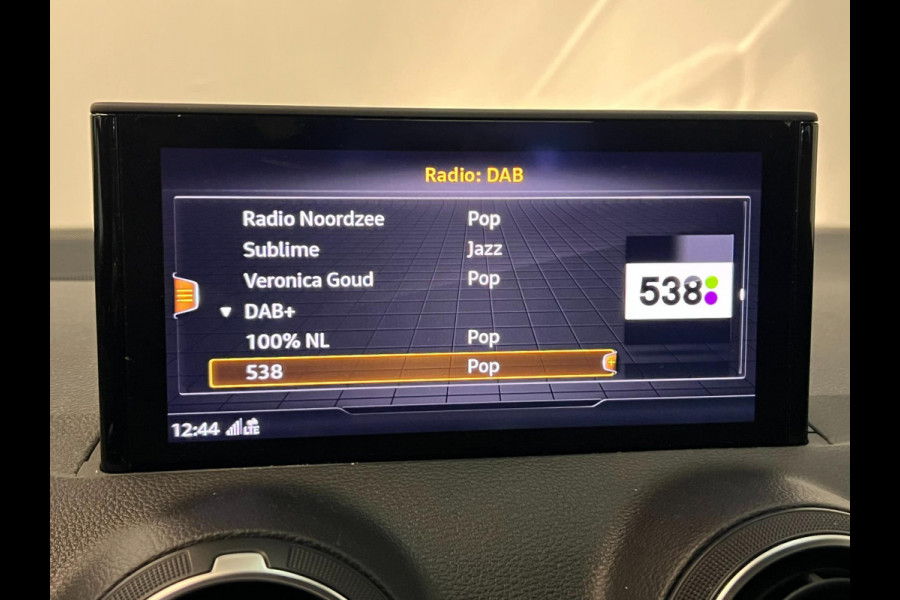 Radio: DAB
Radio Noordzee Pop
Sublime Jazz
Veronica Goud Pop
DAB+
100% NL Pop
538 Pop
538
12:44 LTE